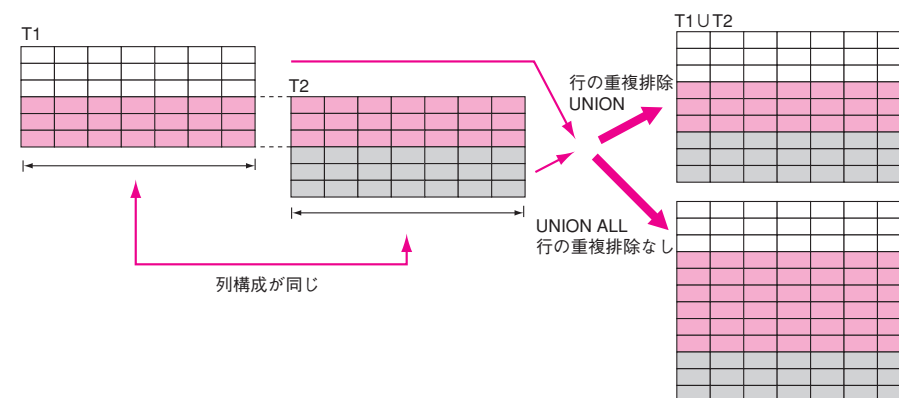 T1
T2
T1∪T2
行の重複排除
UNION
UNION ALL
行の重複排除なし
列構成が同じ